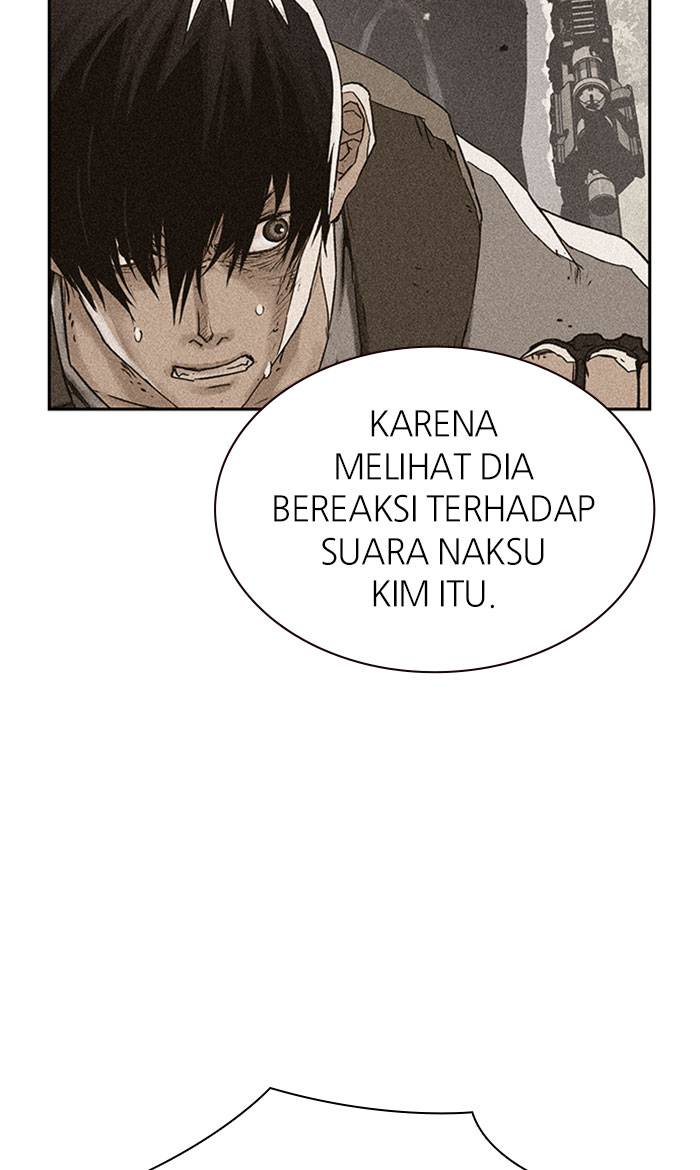 KARENA
MELIHAT DIA
BEREAKSI TERHADAP
SUARA NAKSU
KIM ITU.